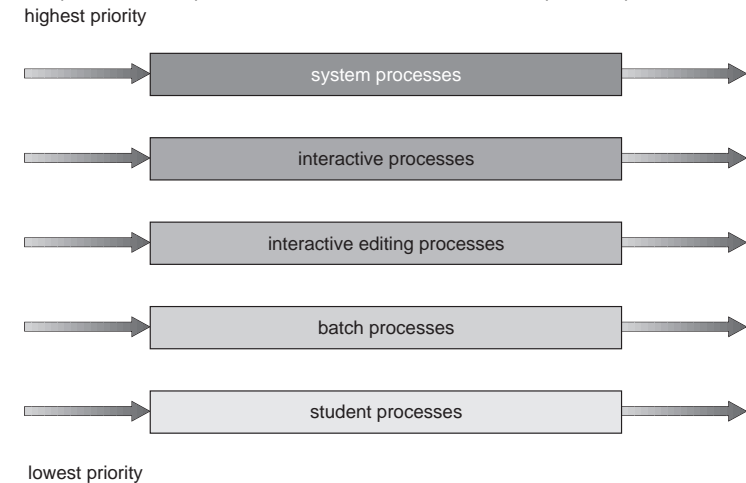 highest priority
system processes
interactive processes
interactive editing processes
batch processes
student processes
lowest priority